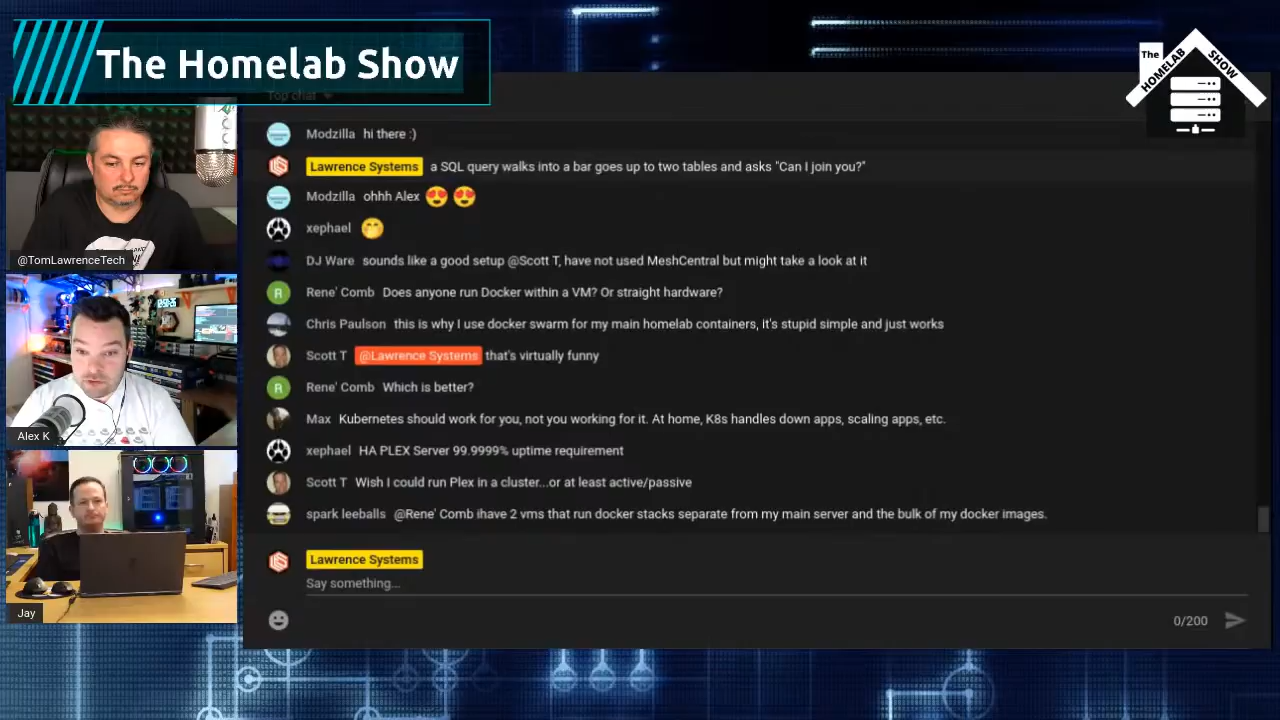 The Homelab Show
The
HOMELAB
SHOW
Top chat
Modzilla hi there :)
Lawrence Systems a SQL query walks into a bar goes up to two tables and asks "Can I join you?"
Modzilla ohhh Alex 😍 😍
xephael 🤭
@TomLawrenceTech
DJ Ware sounds like a good setup @Scott T, have not used MeshCentral but might take a look at it
R Rene' Comb Does anyone run Docker within a VM? Or straight hardware?
Chris Paulson this is why I use docker swarm for my main homelab containers, it's stupid simple and just works
Scott T @Lawrence Systems that's virtually funny
R Rene' Comb Which is better?
Max Kubernetes should work for you, not you working for it. At home, K8s handles down apps, scaling apps, etc.
Alex K
xephael HA PLEX Server 99.9999% uptime requirement
Scott T Wish I could run Plex in a cluster...or at least active/passive
spark leeballs @Rene' Comb ihave 2 vms that run docker stacks separate from my main server and the bulk of my docker images.
Lawrence Systems
Say something...
Jay
0/200